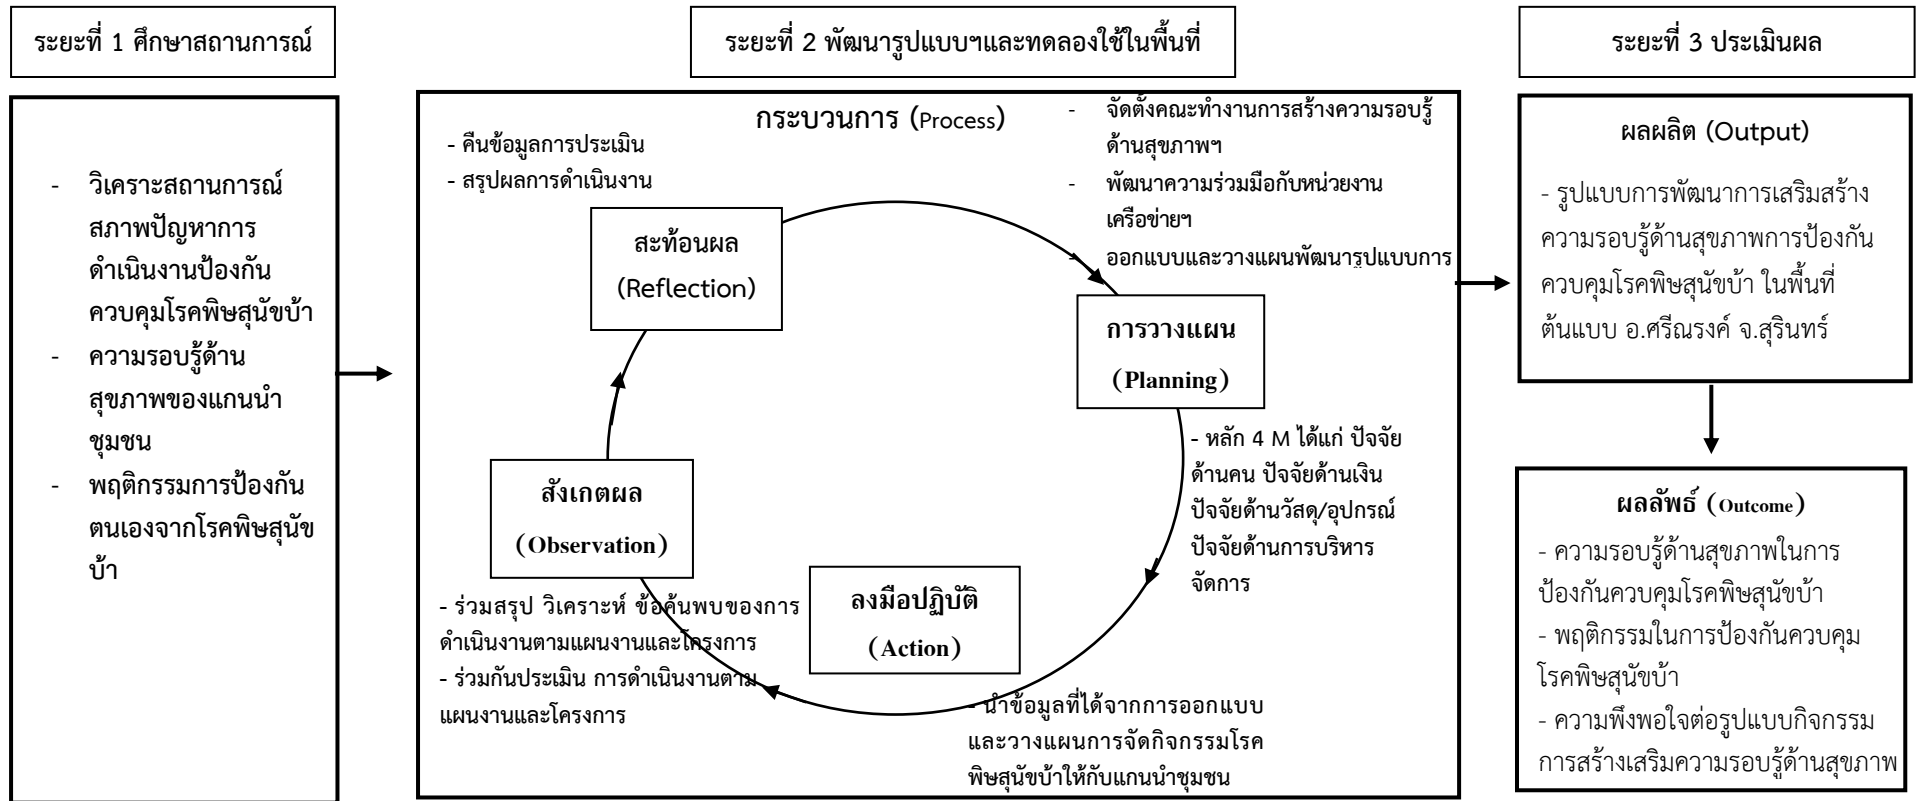 ระยะที่ 1 ศึกษาสถานการณ์
ระยะที่ 2 พัฒนารูปแบบฯและทดลองใช้ในพื้นที่
ระยะที่ 3 ประเมินผล
- วิเคราะสถานการณ์
สภาพปัญหาการ
ดำเนินงานป้องกัน
ควบคุมโรคพิษสุนัขบ้า
- ความรอบรู้ด้าน
สุขภาพของแกนนำ
ชุมชน
- พฤติกรรมการป้องกัน
ตนเองจากโรคพิษสุนัข
บ้า
กระบวนการ (Process)
- คืนข้อมูลการประเมิน
- สรุปผลการดำเนินงาน
สะท้อนผล
(Reflection)
- จัดตั้งคณะทำงานการสร้างความรอบรู้
ด้านสุขภาพฯ
- พัฒนาความร่วมมือกับหน่วยงาน
เครือข่ายฯ
- ออกแบบและวางแผนพัฒนารูปแบบการ
การวางแผน
(Planning)
- หลัก 4 M ได้แก่ ปัจจัย
ด้านคน ปัจจัยด้านเงิน
ปัจจัยด้านวัสดุ/อุปกรณ์
ปัจจัยด้านการบริหาร
จัดการ
ลงมือปฏิบัติ
(Action)
- นำข้อมูลที่ได้จากการออกแบบ
และวางแผนการจัดกิจกรรมโรค
พิษสุนัขบ้าให้กับแกนนำชุมชน
สังเกตผล
(Observation)
- ร่วมสรุป วิเคราะห์ ข้อค้นพบของการ
ดำเนินงานตามแผนงานและโครงการ
- ร่วมกันประเมิน การดำเนินงานตาม
แผนงานและโครงการ
ผลผลิต (Output)
- รูปแบบการพัฒนาการเสริมสร้าง
ความรอบรู้ด้านสุขภาพการป้องกัน
ควบคุมโรคพิษสุนัขบ้า ในพื้นที่
ต้นแบบ อ.ศรีณรงค์ จ.สุรินทร์
ผลลัพธ์ (Outcome)
- ความรอบรู้ด้านสุขภาพในการ
ป้องกันควบคุมโรคพิษสุนัขบ้า
- พฤติกรรมในการป้องกันควบคุม
โรคพิษสุนัขบ้า
- ความพึงพอใจต่อรูปแบบกิจกรรม
การสร้างเสริมความรอบรู้ด้านสุขภาพ